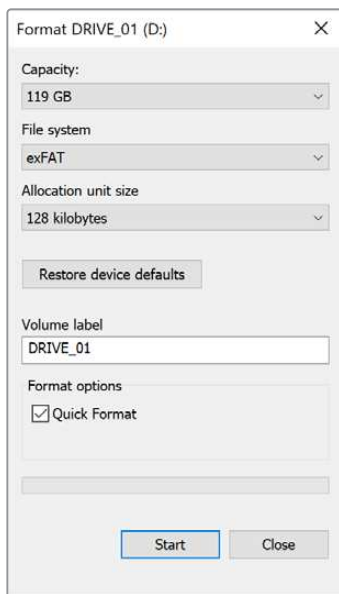 Format DRIVE_01 (D:)
Capacity:
119 GB
File system
exFAT
Allocation unit size
128 kilobytes
Restore device defaults
Volume label
DRIVE_01
Format options
Quick Format
Start Close